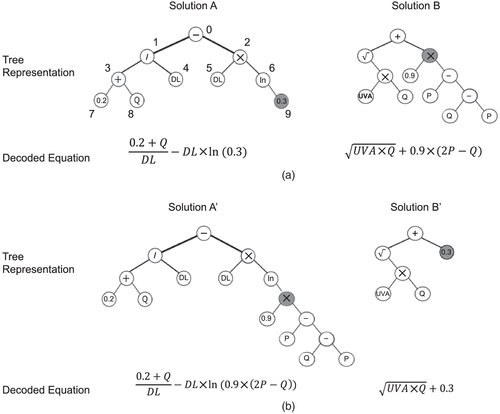 Solution A
Solution B
Tree
Representation
−
0
1
2
/
×
3
4
5
6
+
DL
DL
ln
0.2
Q
0.3
7
8
9
+
√
×
×
0.9
−
UVA
Q
P
−
Q
P
Decoded Equation
(0.2 + Q)/DL − DL×ln (0.3)
√(UVA×Q) + 0.9×(2P − Q)
(a)
Solution A'
Solution B'
Tree
Representation
−
/
×
+
DL
DL
ln
0.2
Q
×
0.9
−
P
−
Q
P
+
√
0.3
×
UVA
Q
Decoded Equation
(0.2 + Q)/DL − DL×ln (0.9×(2P − Q))
√(UVA×Q) + 0.3
(b)